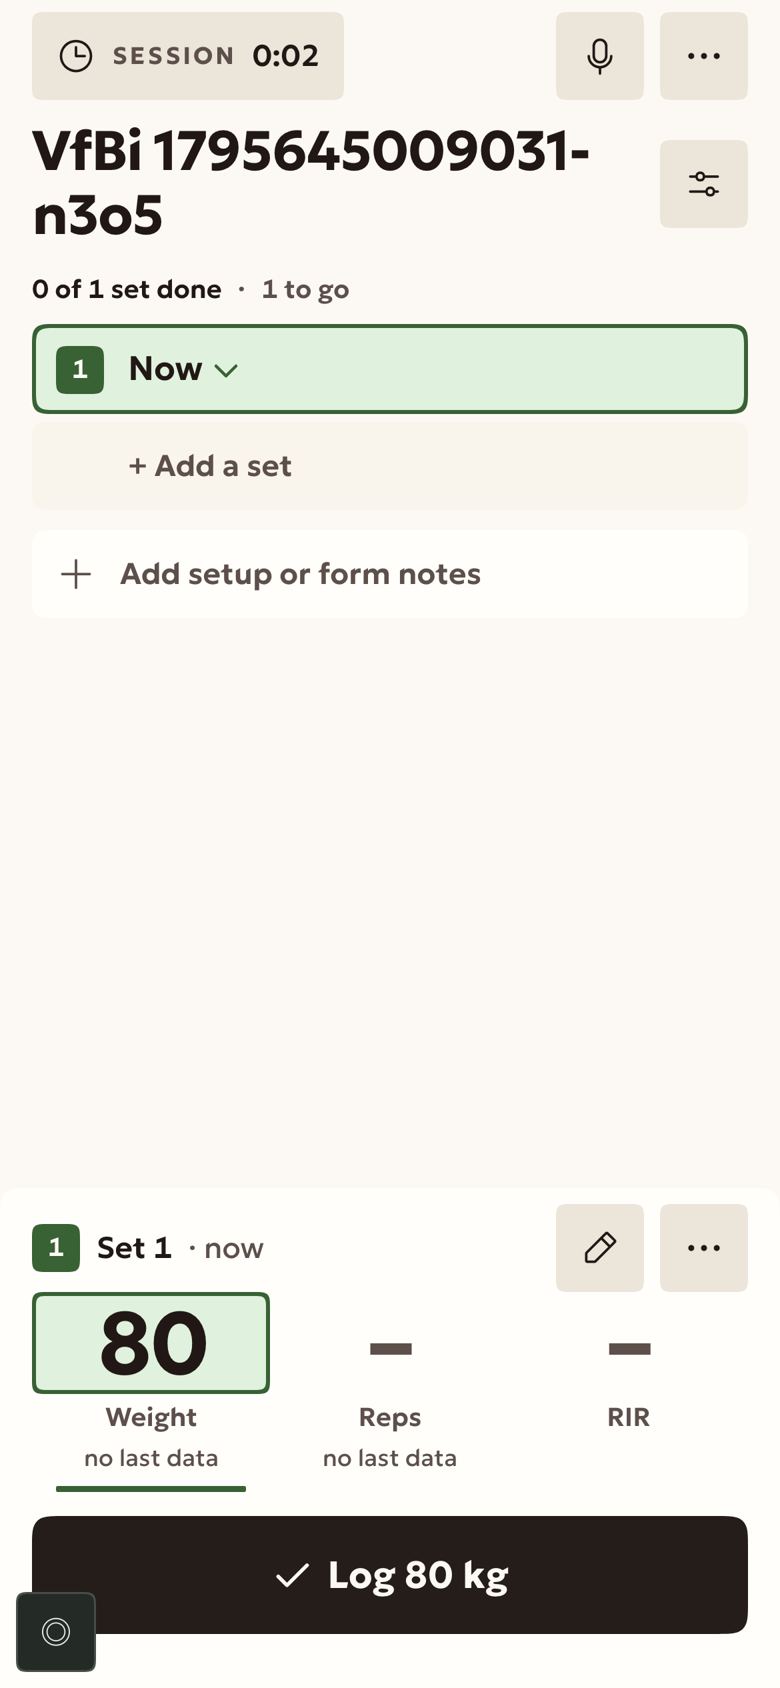 SESSION 0:02
VfBi 1795645009031-
n3o5
0 of 1 set done · 1 to go
1 Now
+ Add a set
Add setup or form notes
1 Set 1 · now
80 – –
Weight Reps RIR
no last data no last data
Log 80 kg